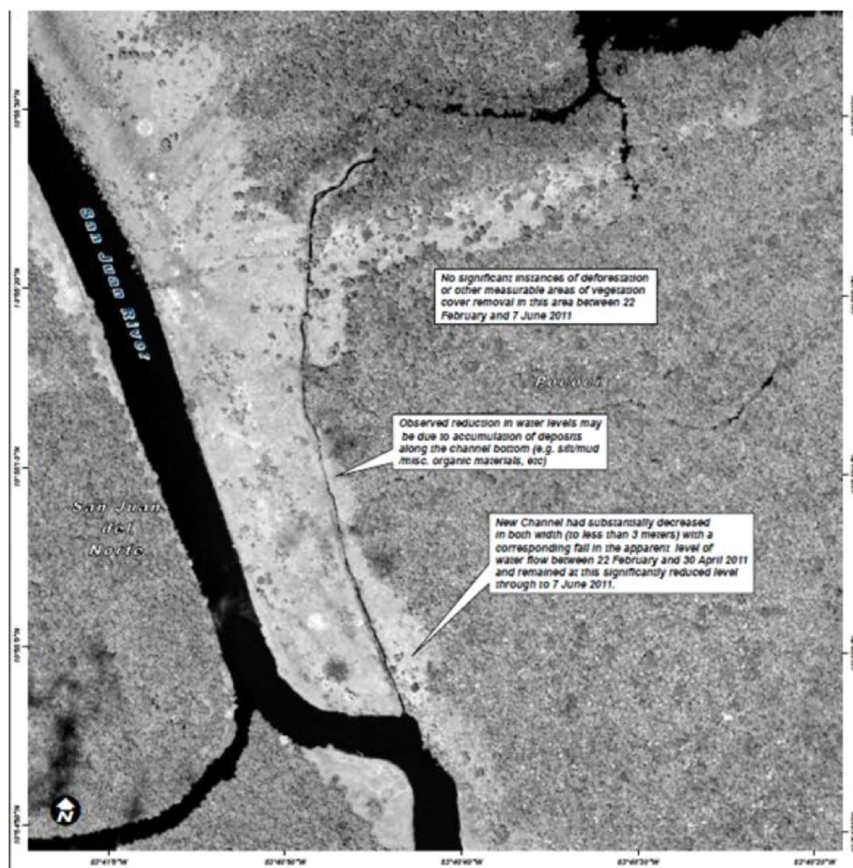 San Juan River
No significant instances of deforestation
or other measurable areas of vegetation
cover removal in this area between 22
February and 7 June 2011
Pococí
Observed reduction in water levels may
be due to accumulation of deposits
along the channel bottom (e.g. silt/mud
/misc. organic materials, etc)
San Juan
del
Norte
New Channel had substantially decreased
in both width (to less than 3 meters) with a
corresponding fall in the apparent level of
water flow between 22 February and 30 April 2011
and remained at this significantly reduced level
through to 7 June 2011.
N